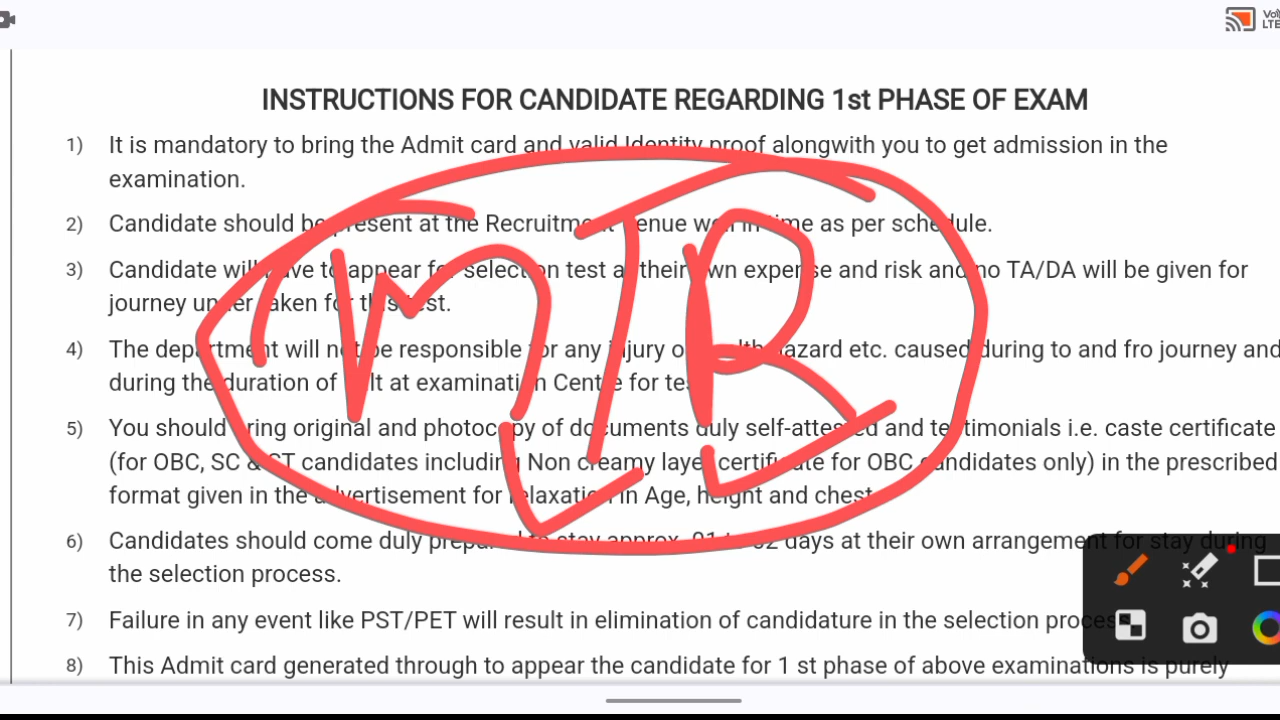 Vo)
LTE
INSTRUCTIONS FOR CANDIDATE REGARDING 1st PHASE OF EXAM
1) It is mandatory to bring the Admit card and valid Identity proof alongwith you to get admission in the
examination.
2) Candidate should be present at the Recruitment venue well in time as per schedule.
3) Candidate will have to appear for selection test at their own expense and risk and no TA/DA will be given for
journey under taken for this test.
4) The department will not be responsible for any injury or health hazard etc. caused during to and fro journey and
during the duration of halt at examination Centre for test.
5) You should bring original and photocopy of documents duly self-attested and testimonials i.e. caste certificate
(for OBC, SC & ST candidates including Non creamy layer certificate for OBC candidates only) in the prescribed
format given in the advertisement for relaxation in Age, height and chest
6) Candidates should come duly prepared to stay approx. 01 to 02 days at their own arrangement for stay during
the selection process.
7) Failure in any event like PST/PET will result in elimination of candidature in the selection process
8) This Admit card generated through to appear the candidate for 1 st phase of above examinations is purely